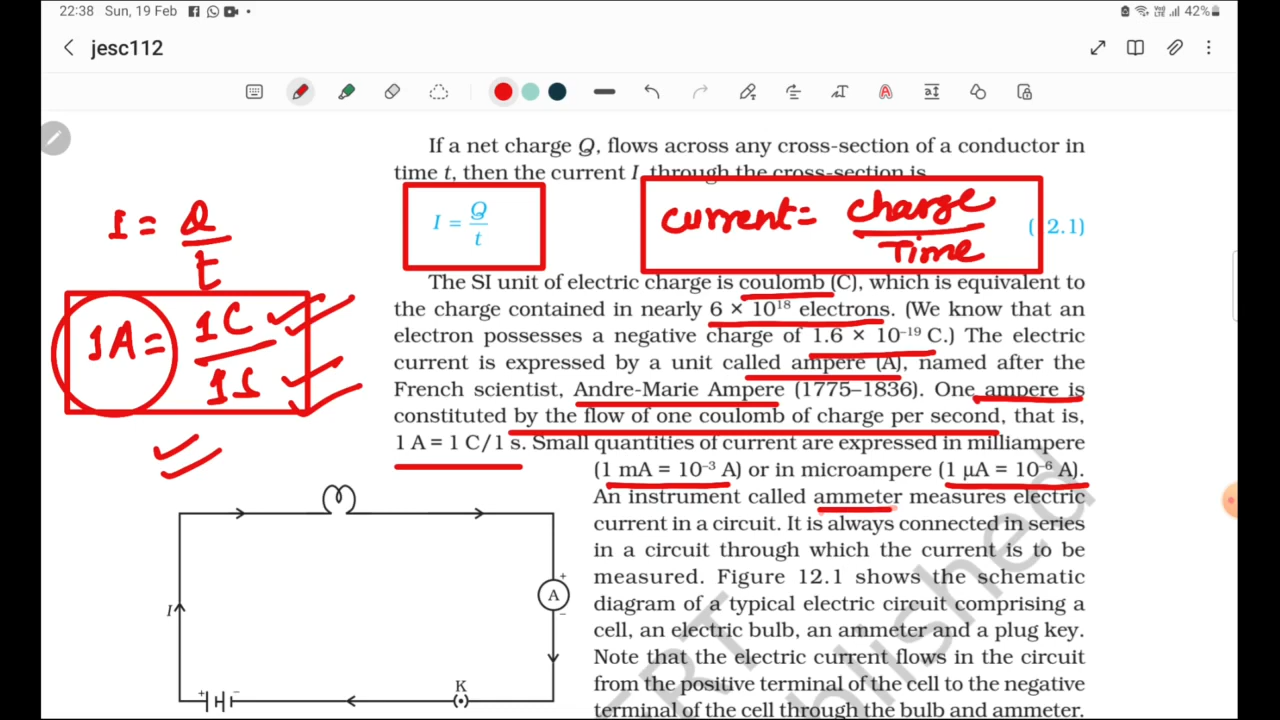 22:38 Sun, 19 Feb
42%
jesc112
If a net charge Q, flows across any cross-section of a conductor in
time t, then the current I, through the cross-section is
I = Q/t
current = charge/Time
2.1)
I = Q/t
1A = 1C/1s
The SI unit of electric charge is coulomb (C), which is equivalent to
the charge contained in nearly 6 × 10¹⁸ electrons. (We know that an
electron possesses a negative charge of 1.6 × 10⁻¹⁹ C.) The electric
current is expressed by a unit called ampere (A), named after the
French scientist, Andre-Marie Ampere (1775–1836). One ampere is
constituted by the flow of one coulomb of charge per second, that is,
1 A = 1 C/1 s. Small quantities of current are expressed in milliampere
(1 mA = 10⁻³ A) or in microampere (1 μA = 10⁻⁶ A).
An instrument called ammeter measures electric
current in a circuit. It is always connected in series
in a circuit through which the current is to be
measured. Figure 12.1 shows the schematic
diagram of a typical electric circuit comprising a
cell, an electric bulb, an ammeter and a plug key.
Note that the electric current flows in the circuit
from the positive terminal of the cell to the negative
terminal of the cell through the bulb and ammeter.
+
A
−
I
K
+ −